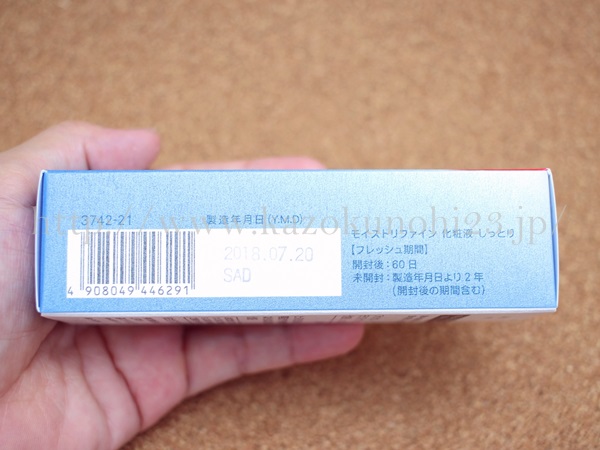 3742-21
製造年月日(Y.M.D)
2018.07.20
SAD
4 908049 446291
モイストリファイン 化粧液 しっとり
【フレッシュ期間】
開封後:60日
未開封:製造年月日より2年
(開封後の期間含む)
http://www.kazokunohi23.jp/